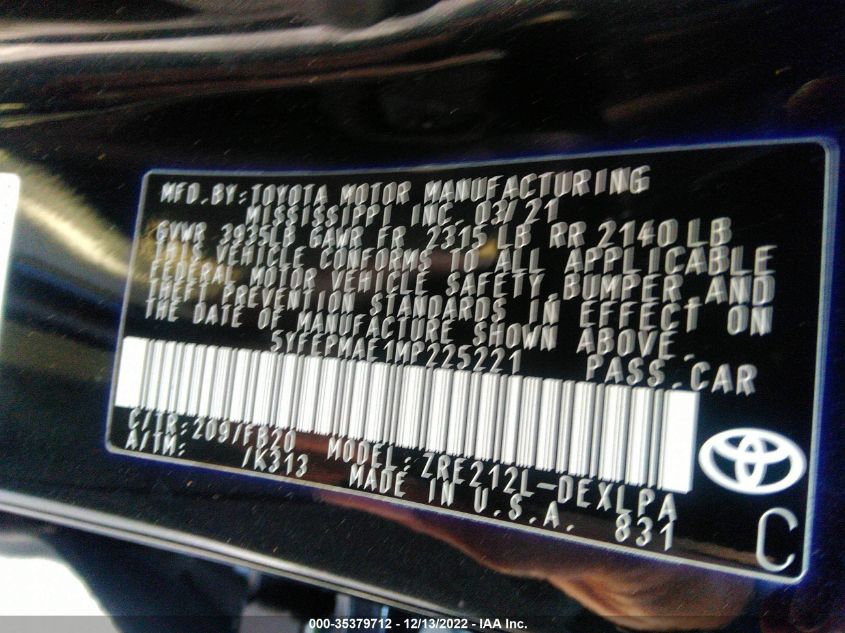 MFD.BY:TOYOTA MOTOR MANUFACTURING
MISSISSIPPI INC. 03/21
GVWR 3935LB GAWR FR 2315 LB RR 2140 LB
THIS VEHICLE CONFORMS TO ALL APPLICABLE
FEDERAL MOTOR VEHICLE SAFETY,BUMPER,AND
THEFT PREVENTION STANDARDS IN EFFECT ON
THE DATE OF MANUFACTURE SHOWN ABOVE.
5YFEPMAE1MP225221 PASS.CAR
C/TR:209/FB20 MODEL:ZRE212L-DEXLPA
A/TM: /K313 MADE IN U.S.A. 831
C
000-35379712 - 12/13/2022 - IAA Inc.